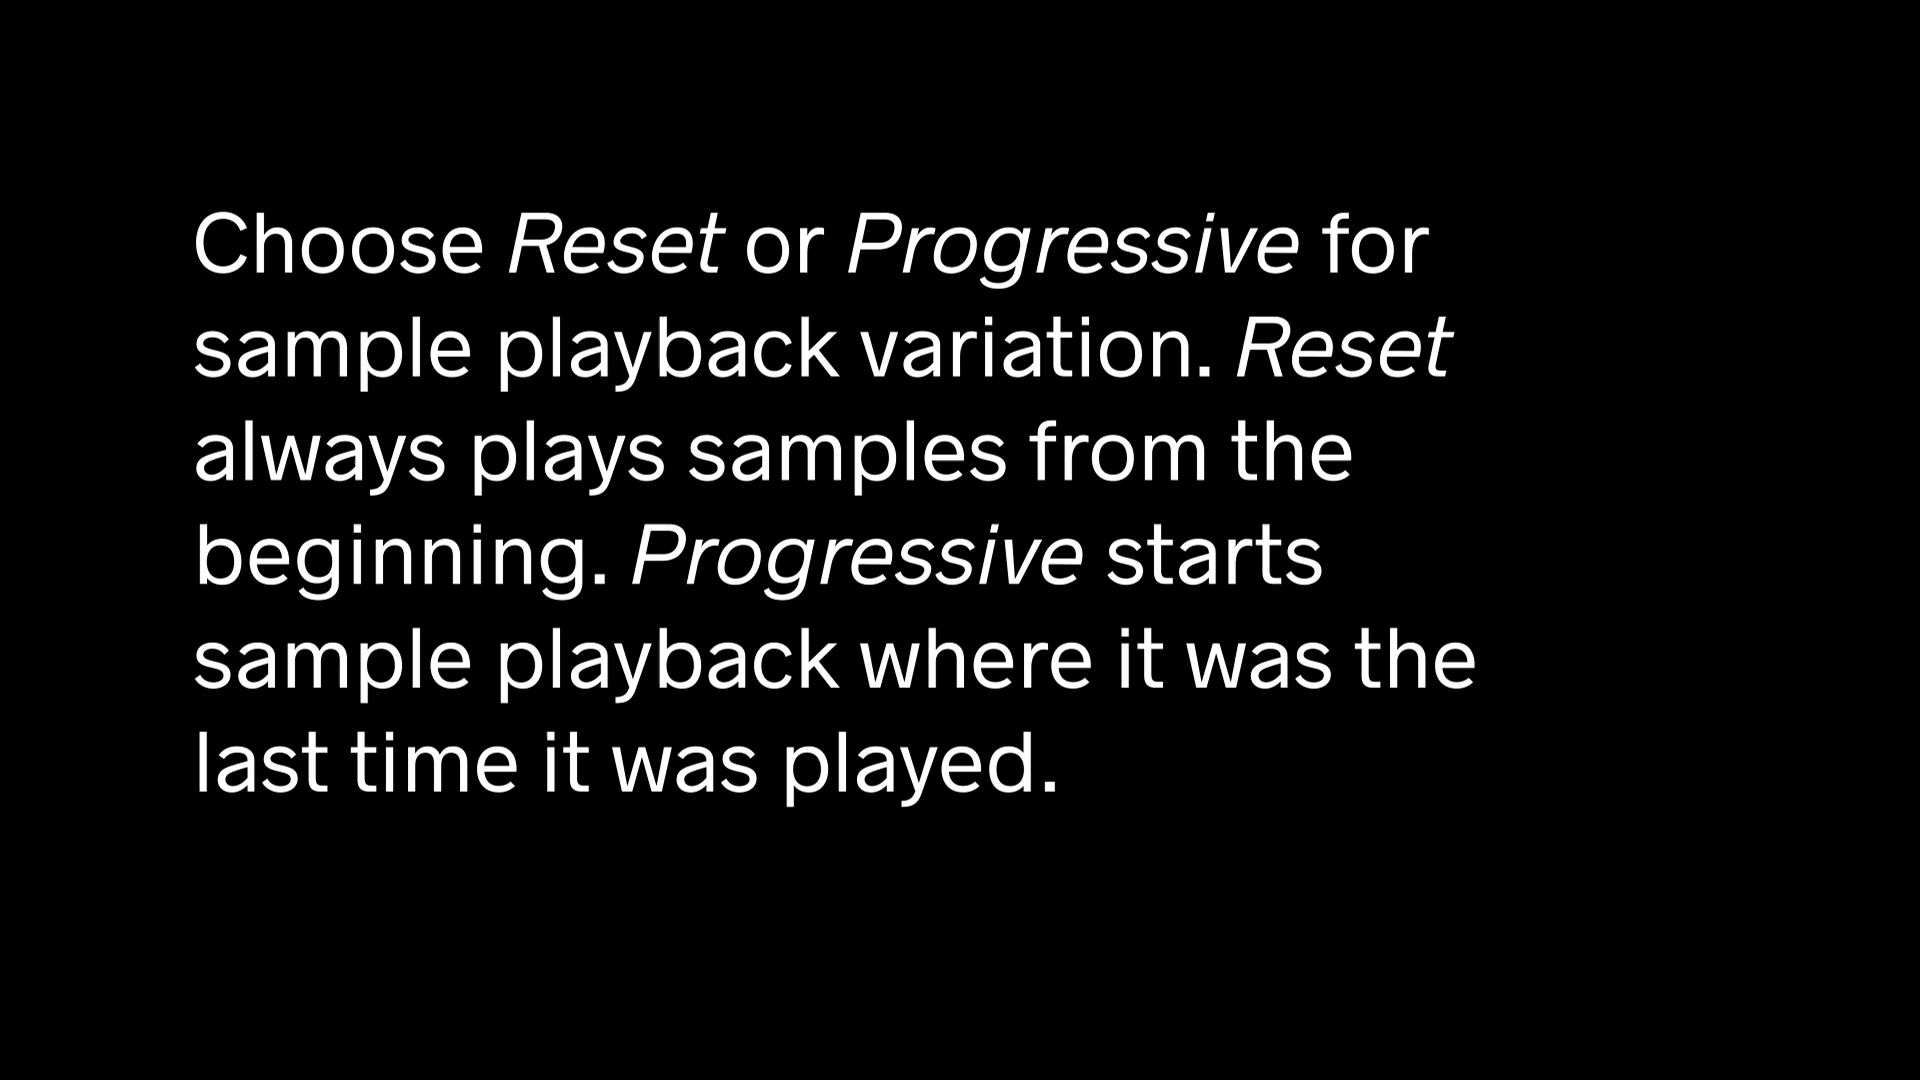 Choose Reset or Progressive for
sample playback variation. Reset
always plays samples from the
beginning. Progressive starts
sample playback where it was the
last time it was played.